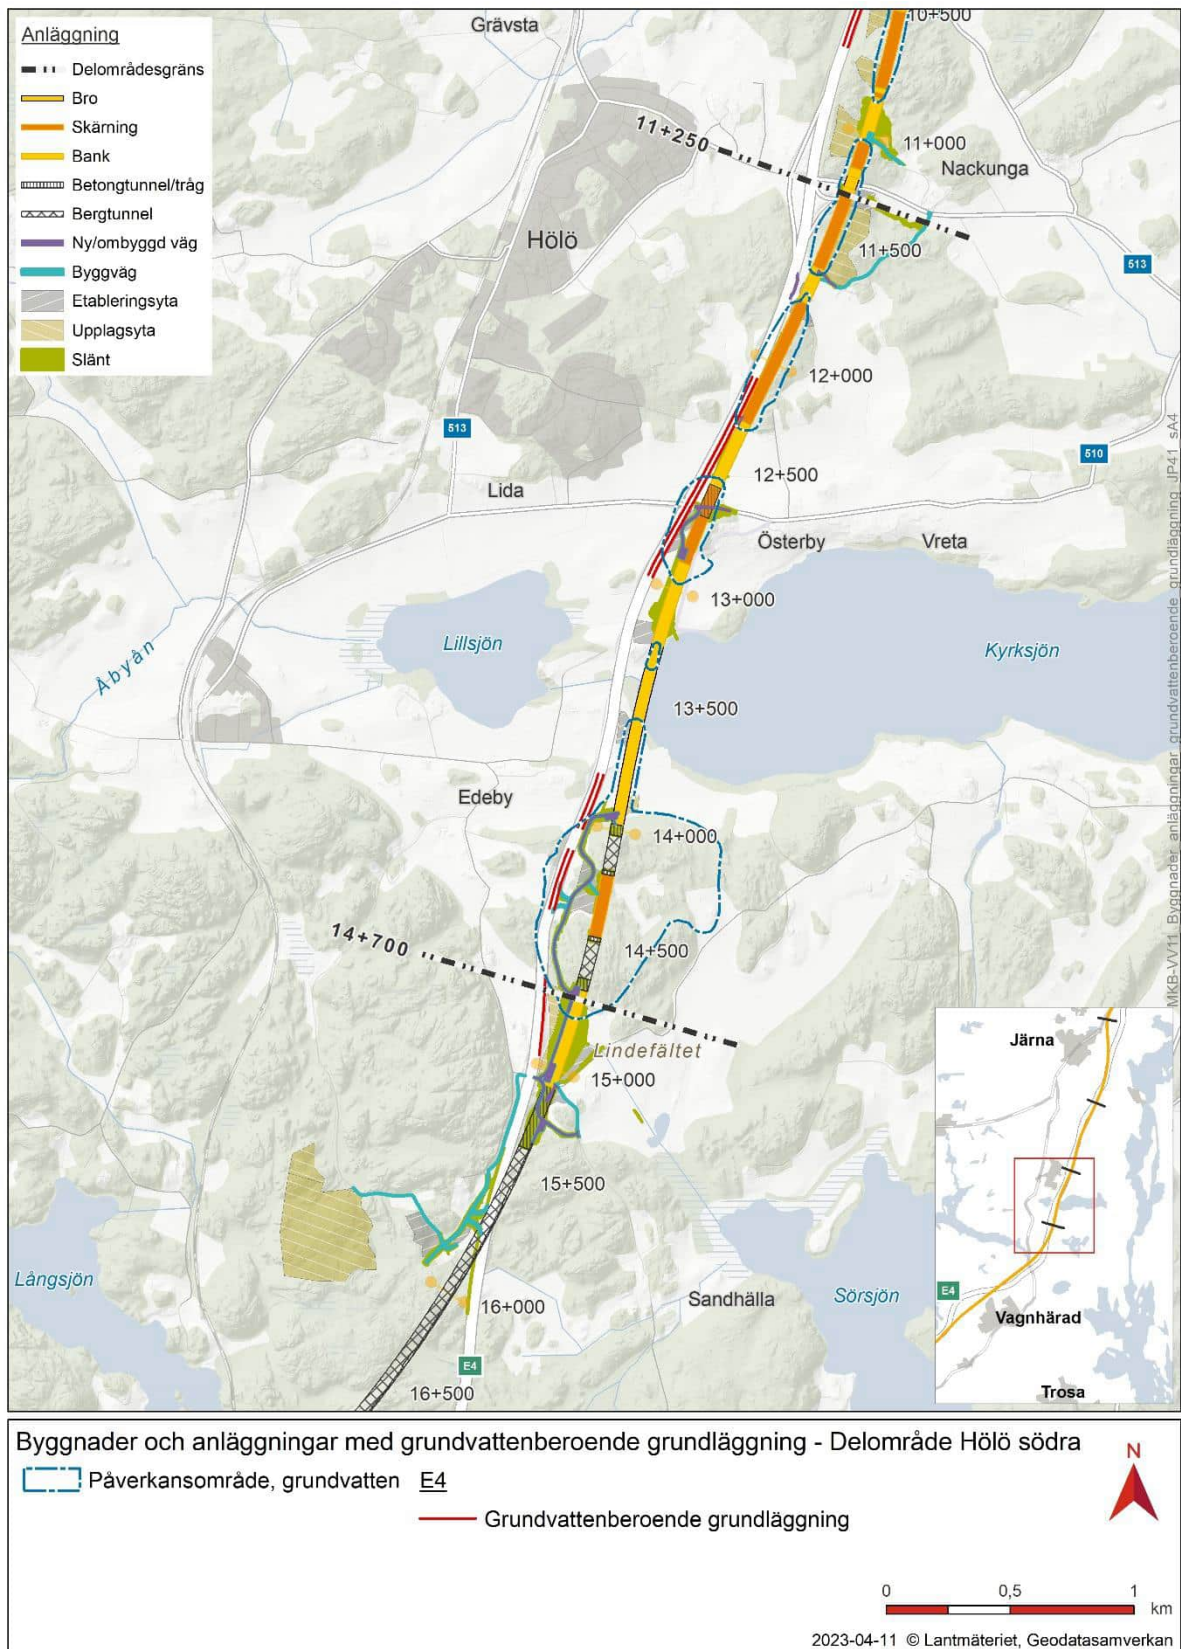 Anläggning
Delområdesgräns
Bro
Skärning
Bank
Betongtunnel/tråg
Bergtunnel
Ny/ombyggd väg
Byggväg
Etableringsyta
Upplagsyta
Slänt
Grävsta
10+500
11+250
11+000
Nackunga
Hölö
11+500
513
12+000
513
510
12+500
Lida
Österby
Vreta
13+000
Lillsjön
Kyrksjön
Åbyån
13+500
Edeby
14+000
14+700
14+500
Lindefältet
15+000
15+500
Långsjön
Sandhälla
Sörsjön
16+000
E4
16+500
Järna
E4
Vagnhärad
Trosa
MKB-VV11_Byggnader_anläggningar_grundvattenberoende_grundläggning_JP41_sA4
Byggnader och anläggningar med grundvattenberoende grundläggning - Delområde Hölö södra
Påverkansområde, grundvatten
E4
Grundvattenberoende grundläggning
N
0 0,5 1
km
2023-04-11 © Lantmäteriet, Geodatasamverkan